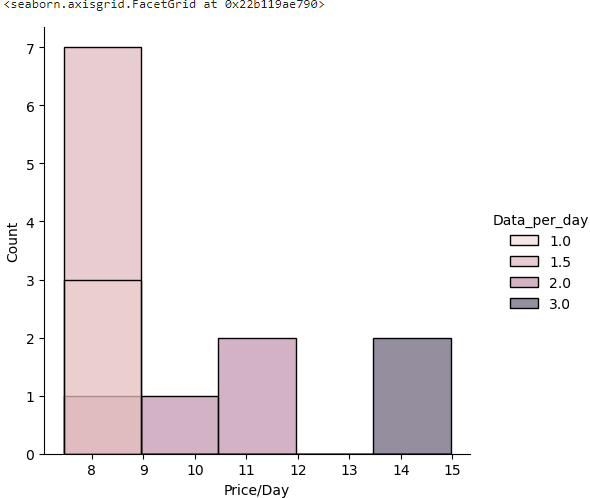 <seaborn.axisgrid.FacetGrid at 0x22b119ae790>
7
6
5
4
3
2
1
0
Count
8 9 10 11 12 13 14 15
Price/Day
Data_per_day
1.0
1.5
2.0
3.0